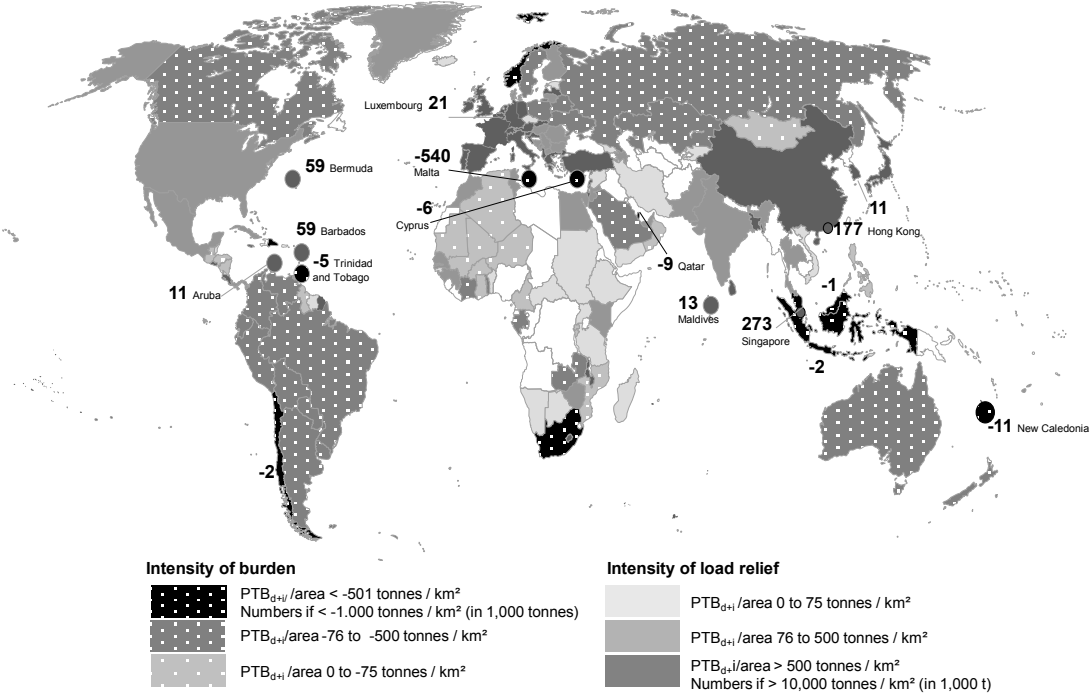 Luxembourg 21
-540
Malta
59 Bermuda
-6
Cyprus
11
177 Hong Kong
59 Barbados
-5 Trinidad
and Tobago
-9 Qatar
11 Aruba
13
Maldives
-1
273
Singapore
-2
-11 New Caledonia
-2
Intensity of burden
PTBd+i/ /area < -501 tonnes / km²
Numbers if < -1.000 tonnes / km² (in 1,000 tonnes)
PTBd+i/area -76 to -500 tonnes / km²
PTBd+i /area 0 to -75 tonnes / km²
Intensity of load relief
PTBd+i /area 0 to 75 tonnes / km²
PTBd+i /area 76 to 500 tonnes / km²
PTBd+i/area > 500 tonnes / km²
Numbers if > 10,000 tonnes / km² (in 1,000 t)